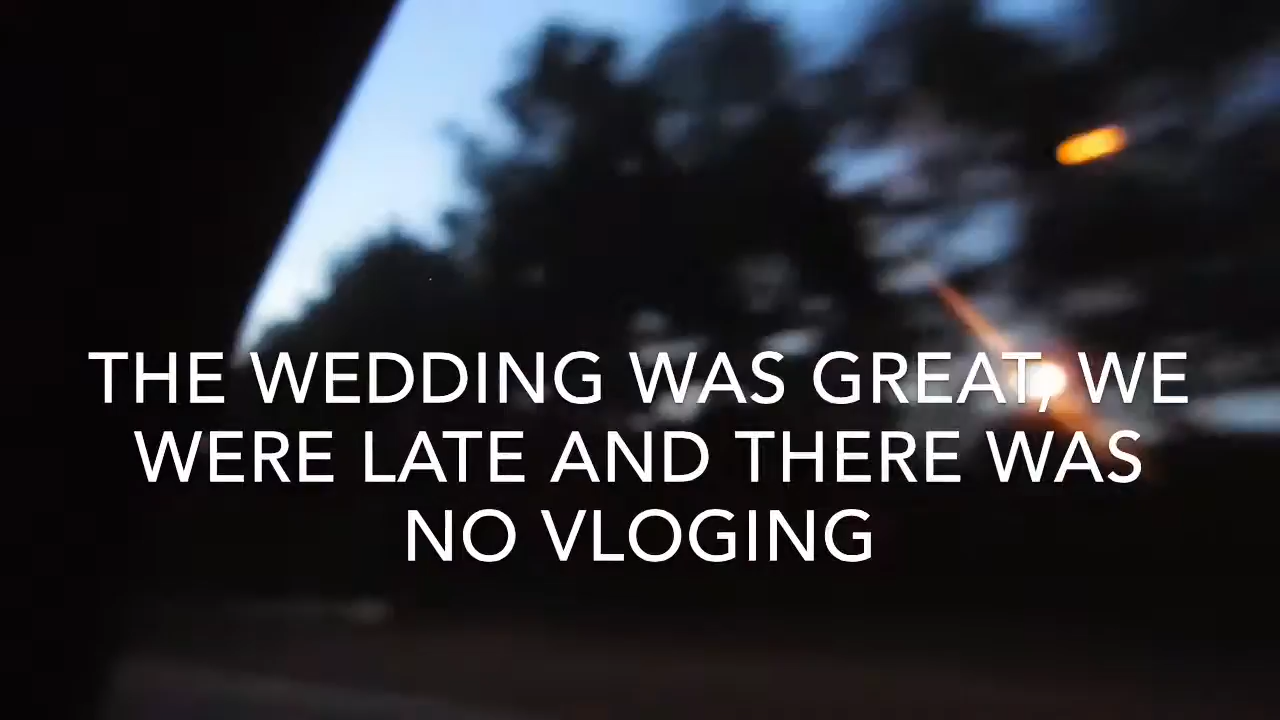 THE WEDDING WAS GREAT, WE
WERE LATE AND THERE WAS
NO VLOGING